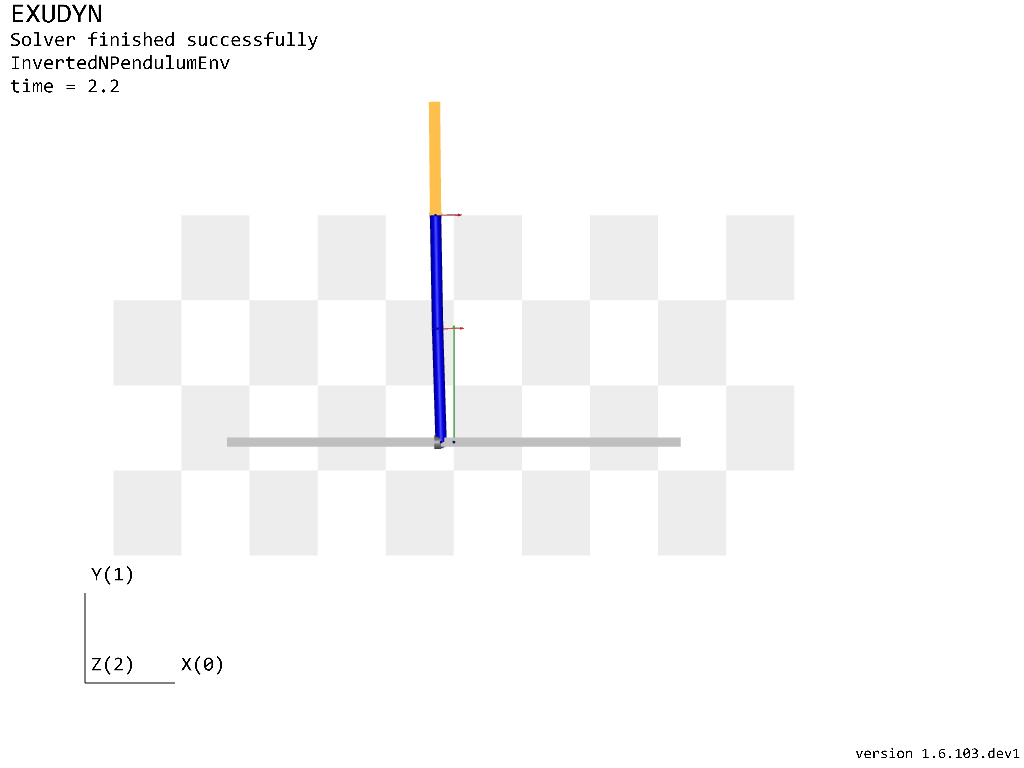 EXUDYN
Solver finished successfully
InvertedNPendulumEnv
time = 2.2
Y(1)
Z(2) X(0)
version 1.6.103.dev1